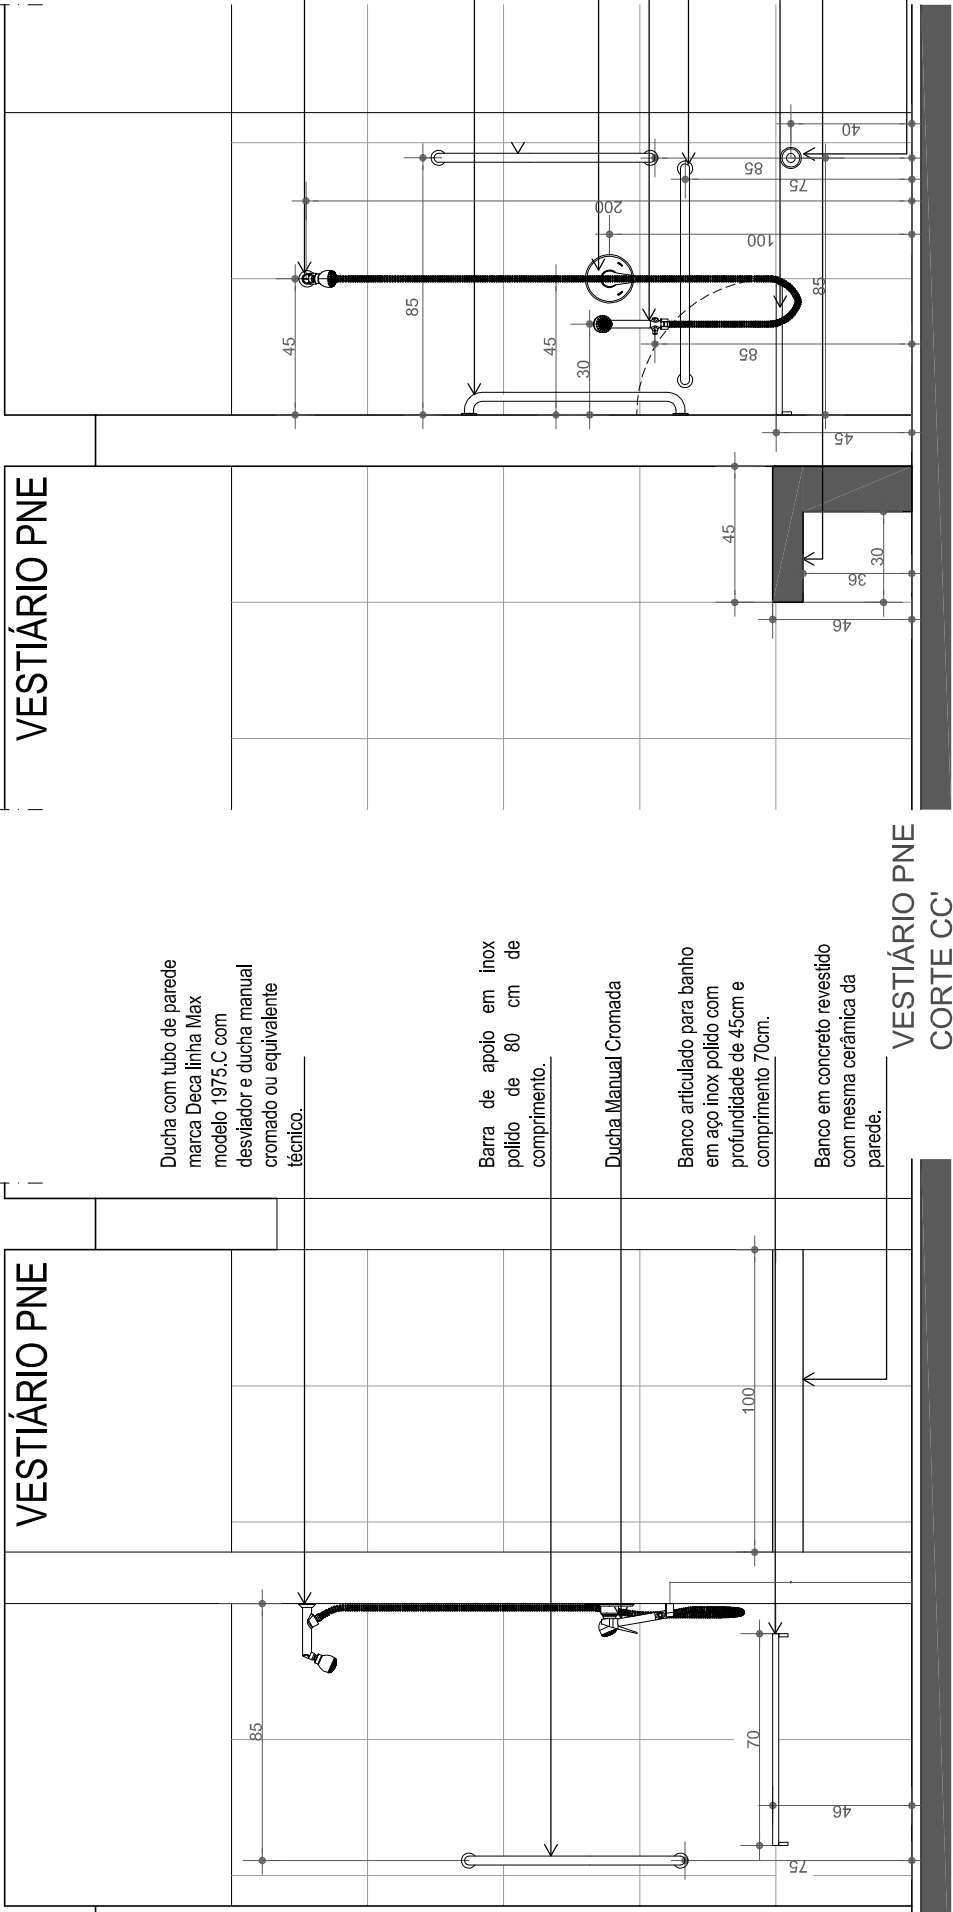 VESTIÁRIO PNE
45
85
45
30
200
85
75
40
100
85
85
45
VESTIÁRIO PNE
45
36
30
46
VESTIÁRIO PNE
CORTE CC'
Ducha com tubo de parede
marca Deca linha Max
modelo 1975.C com
desviador e ducha manual
cromado ou equivalente
técnico.
Barra de apoio em inox
polido de 80 cm de
comprimento.
Ducha Manual Cromada
Banco articulado para banho
em aço inox polido com
profundidade de 45cm e
comprimento 70cm.
Banco em concreto revestido
com mesma cerâmica da
parede.
100
85
70
46
75